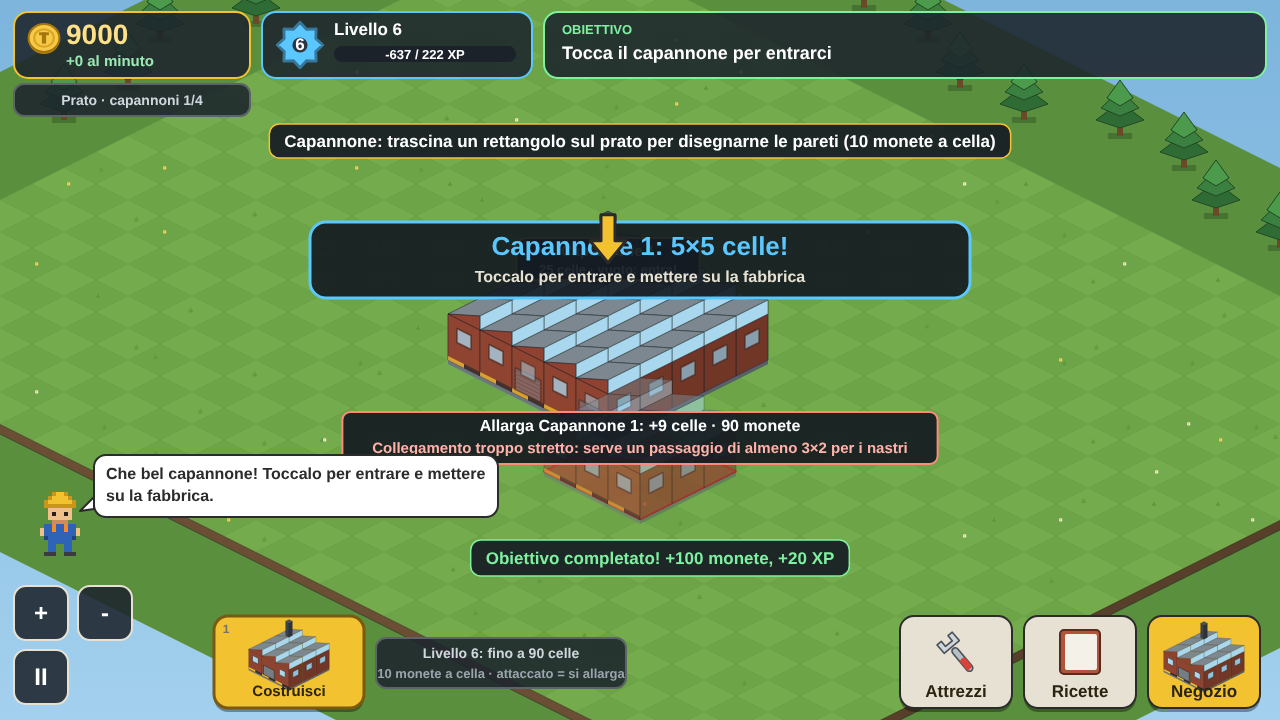 9000
+0 al minuto
6
Livello 6
-637 / 222 XP
OBIETTIVO
Tocca il capannone per entrarci
Prato · capannoni 1/4
Capannone: trascina un rettangolo sul prato per disegnarne le pareti (10 monete a cella)
Capannone 1: 5×5 celle!
Toccalo per entrare e mettere su la fabbrica
Allarga Capannone 1: +9 celle · 90 monete
Collegamento troppo stretto: serve un passaggio di almeno 3×2 per i nastri
Che bel capannone! Toccalo per entrare e mettere
su la fabbrica.
Obiettivo completato! +100 monete, +20 XP
+
-
1
Costruisci
Livello 6: fino a 90 celle
10 monete a cella · attaccato = si allarga
Attrezzi
Ricette
Negozio